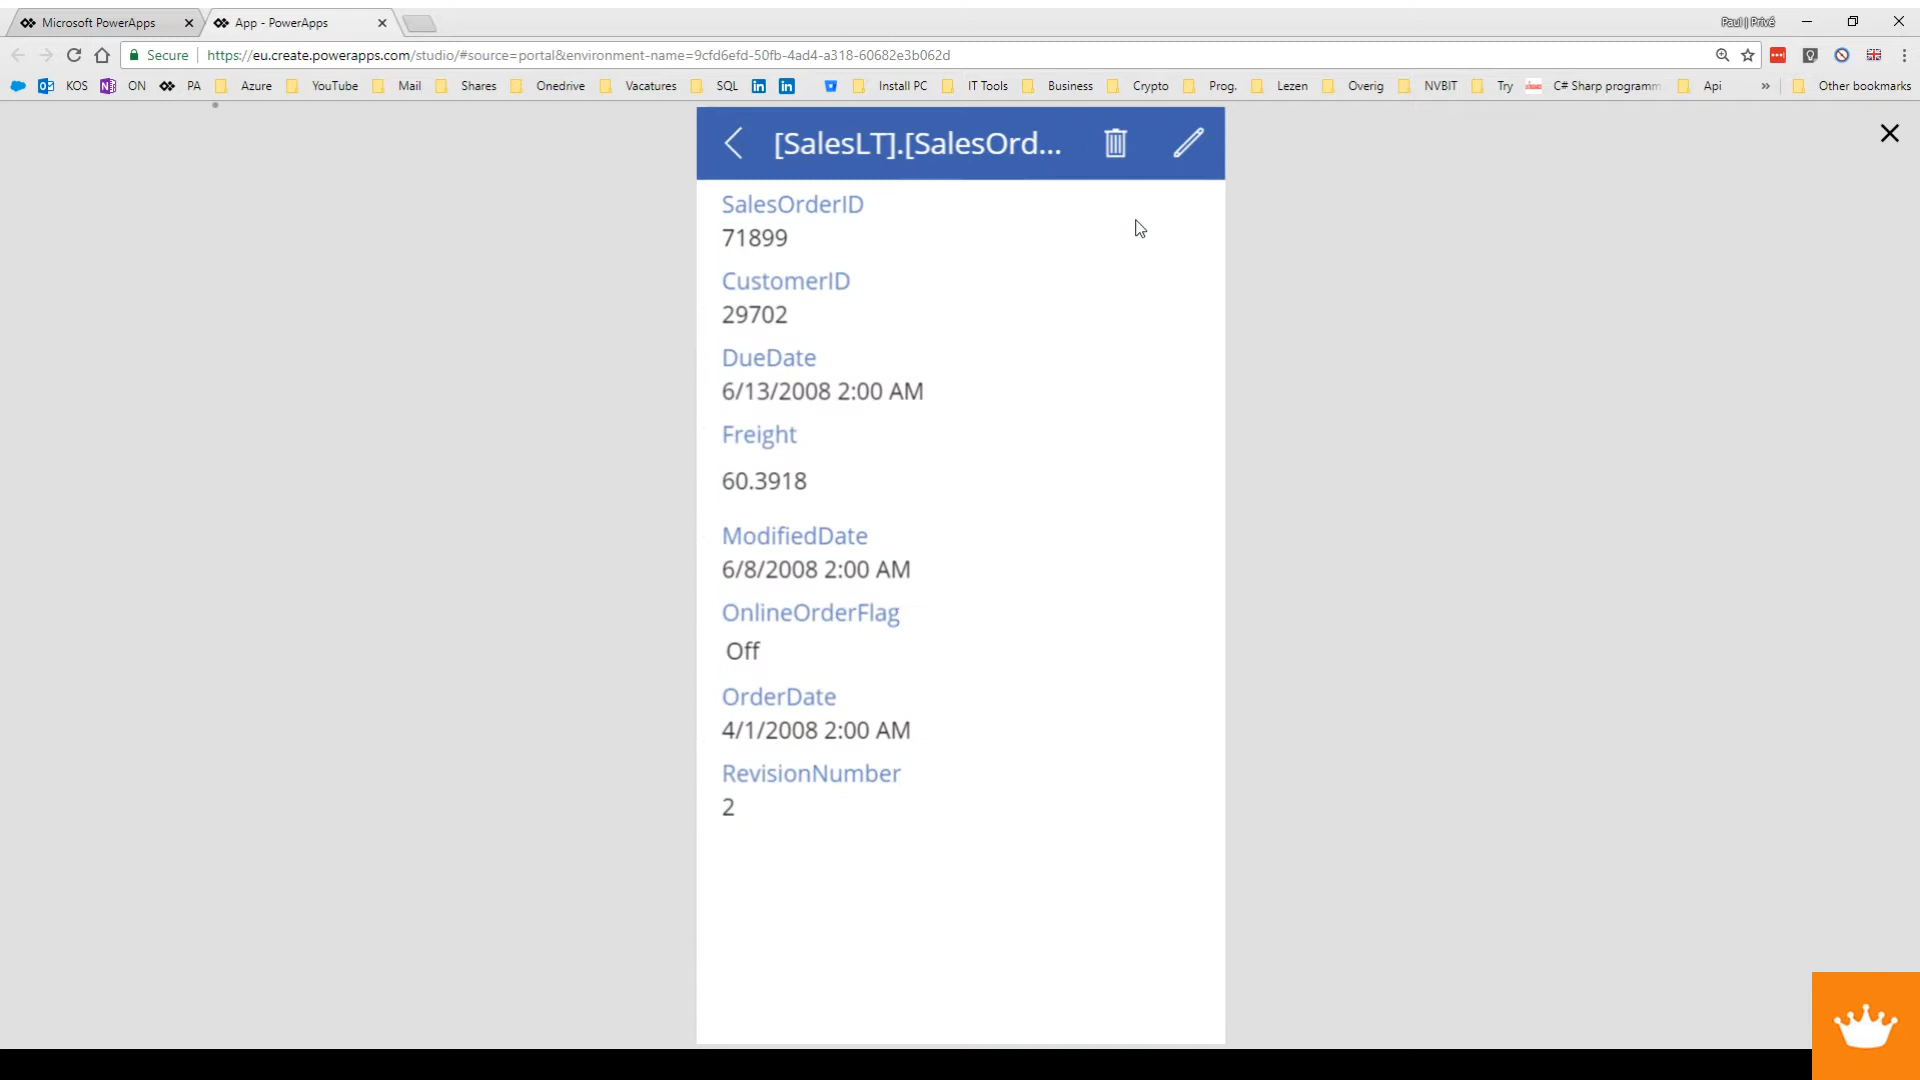 Microsoft PowerApps
App - PowerApps
Paul | Privé
Secure https://eu.create.powerapps.com/studio/#source=portal&environment-name=9cfd6efd-50fb-4ad4-a318-60682e3b062d
KOS ON PA Azure YouTube Mail Shares Onedrive Vacatures SQL Install PC IT Tools Business Crypto Prog. Lezen Overig NVBIT Try C# Sharp programm Api » Other bookmarks
[SalesLT].[SalesOrd...
SalesOrderID
71899
CustomerID
29702
DueDate
6/13/2008 2:00 AM
Freight
60.3918
ModifiedDate
6/8/2008 2:00 AM
OnlineOrderFlag
Off
OrderDate
4/1/2008 2:00 AM
RevisionNumber
2